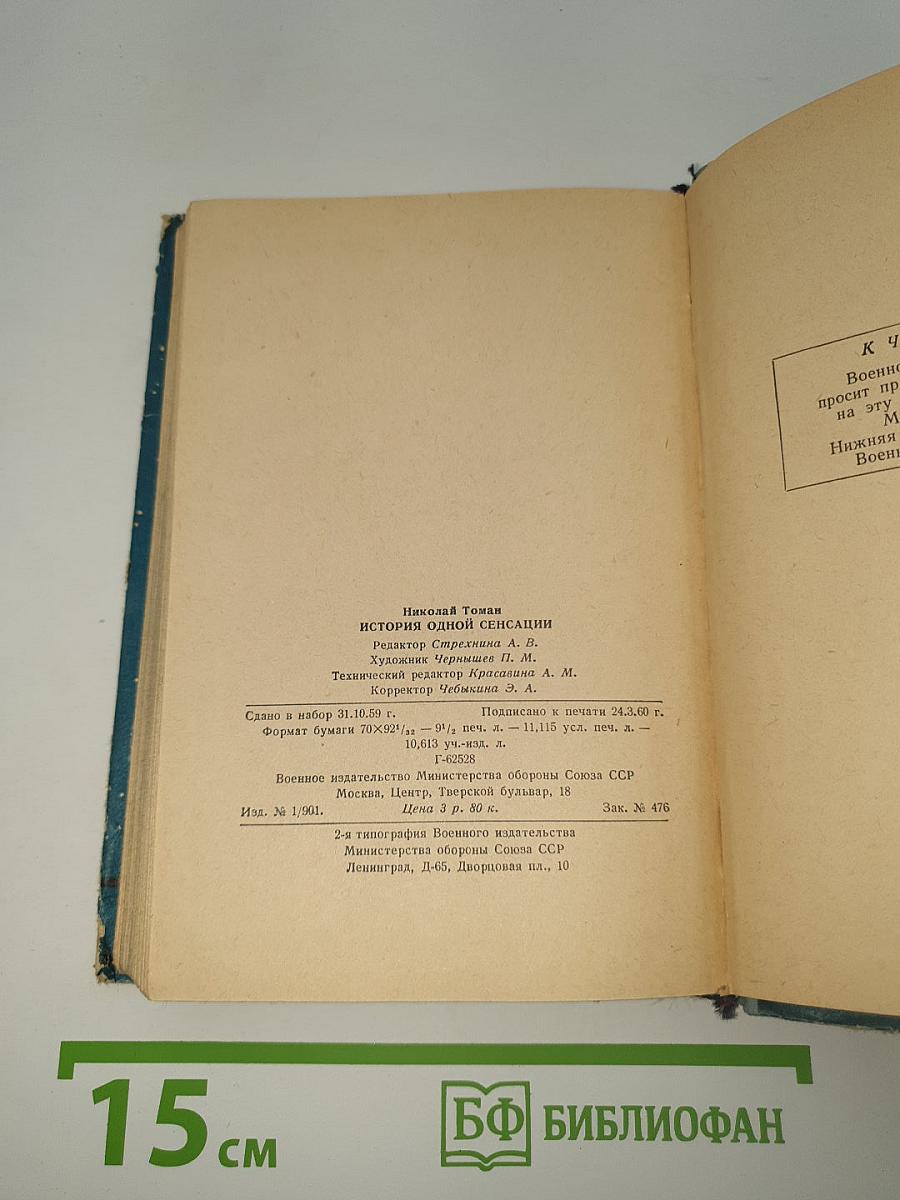 Николай Томан
ИСТОРИЯ ОДНОЙ СЕНСАЦИИ
Редактор Стрехнина А. В.
Художник Чернышев П. М.
Технический редактор Красавина А. М.
Корректор Чебыкина Э. А.
Сдано в набор 31.10.59 г. Подписано к печати 24.3.60 г.
Формат бумаги 70×92¹/₃₂ — 9¹/₂ печ. л. — 11,115 усл. печ. л. —
10,613 уч.-изд. л.
Г-62528
Военное издательство Министерства обороны Союза ССР
Москва, Центр, Тверской бульвар, 18
Изд. № 1/901. Цена 3 р. 80 к. Зак. № 476
2-я типография Военного издательства
Министерства обороны Союза ССР
Ленинград, Д-65, Дворцовая пл., 10
К Ч
Военно
просит пр
на эту
М
Нижняя
Воен
15 см
БФ БИБЛИОФАН